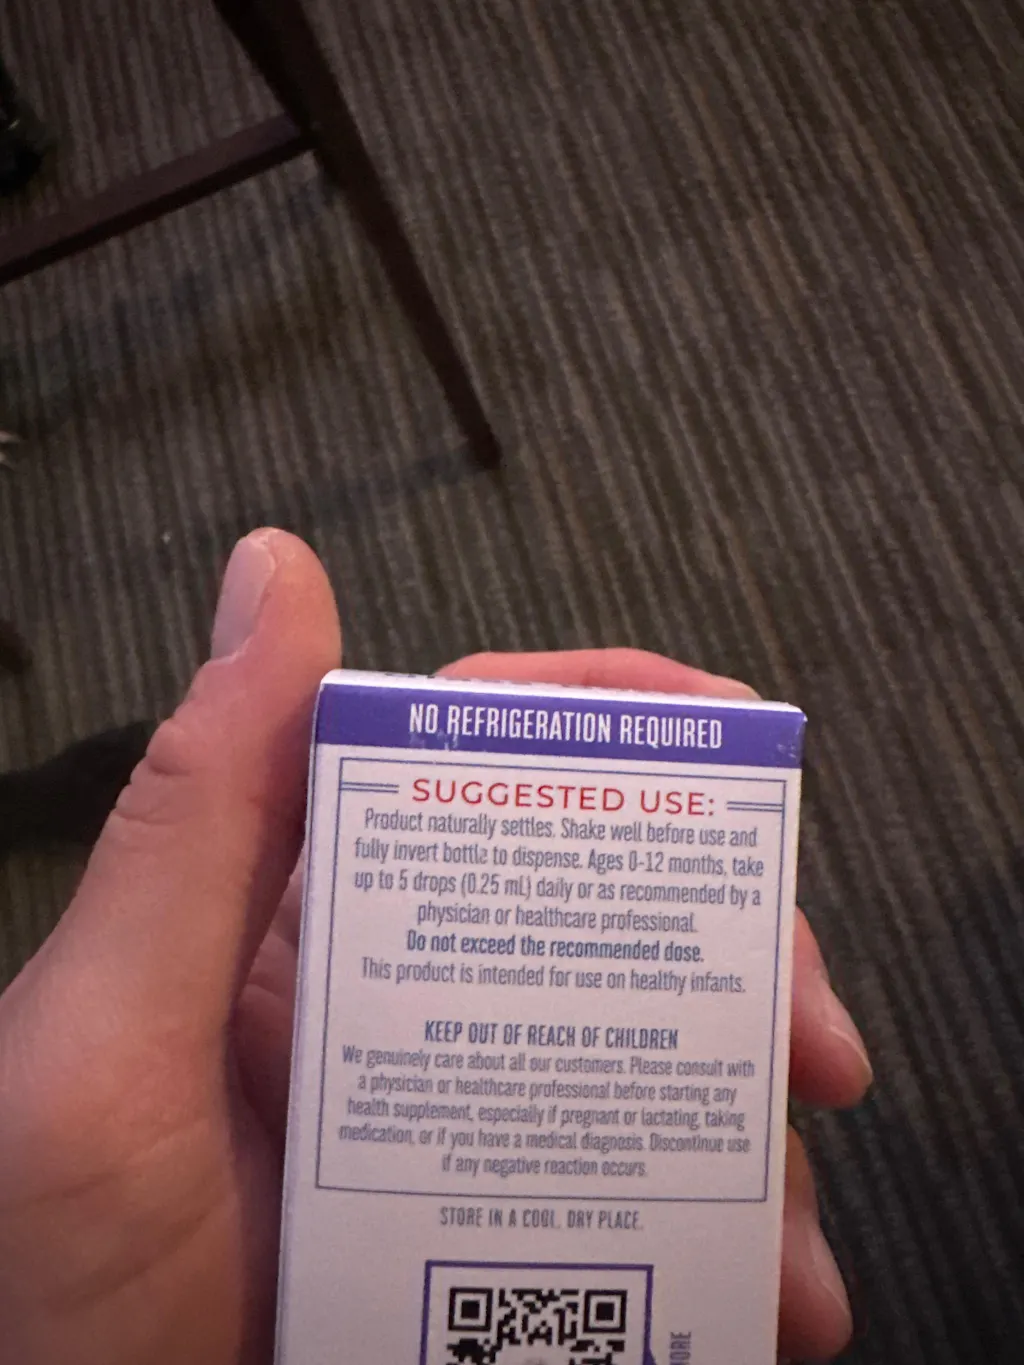 NO REFRIGERATION REQUIRED
SUGGESTED USE:
Product naturally settles. Shake well before use and
fully invert bottle to dispense. Ages 0-12 months, take
up to 5 drops (0.25 mL) daily or as recommended by a
physician or healthcare professional.
Do not exceed the recommended dose.
This product is intended for use on healthy infants.
KEEP OUT OF REACH OF CHILDREN
We genuinely care about all our customers. Please consult with
a physician or healthcare professional before starting any
health supplement, especially if pregnant or lactating, taking
medication, or if you have a medical diagnosis. Discontinue use
if any negative reaction occurs.
STORE IN A COOL, DRY PLACE.